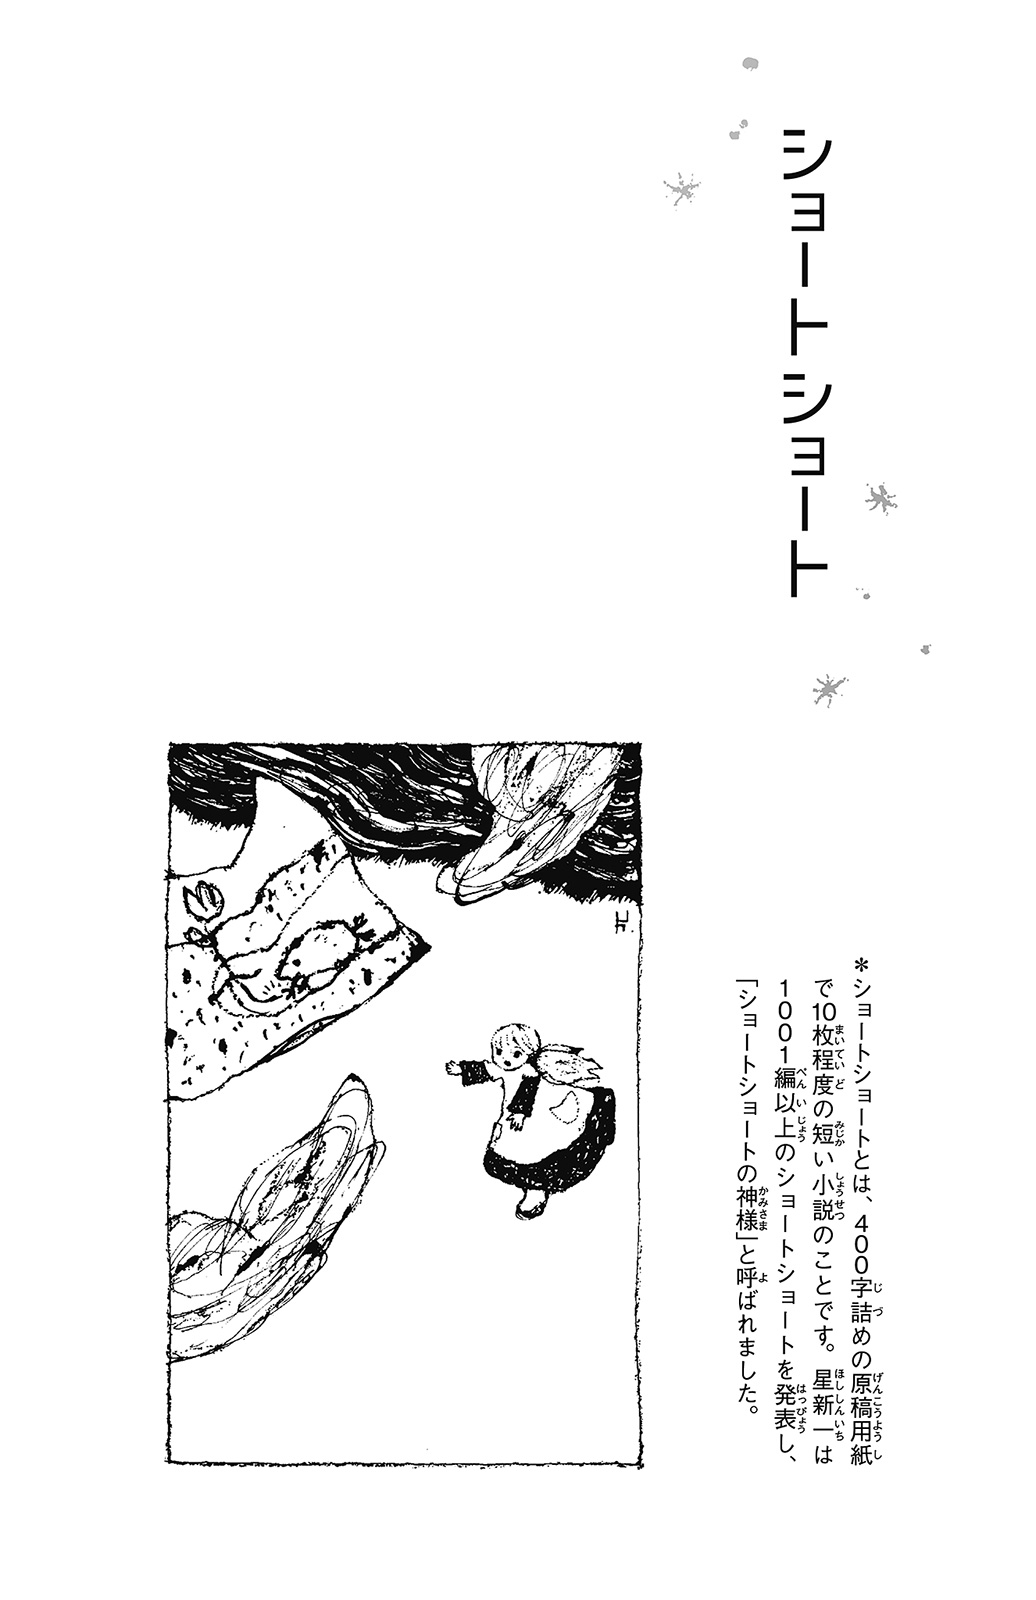 ショートショート
＊ショートショートとは、400字詰めの原稿用紙
で10枚程度の短い小説のことです。星新一は
1001編以上のショートショートを発表し、
「ショートショートの神様」と呼ばれました。